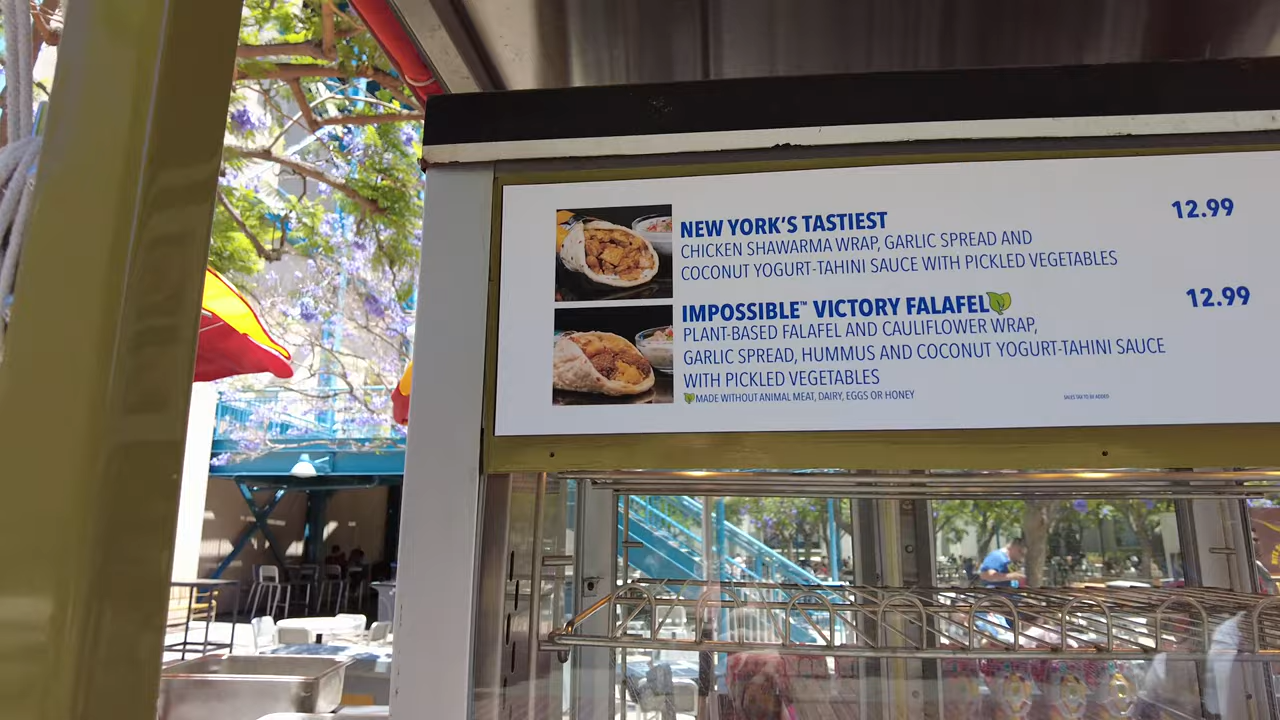 NEW YORK'S TASTIEST 12.99
CHICKEN SHAWARMA WRAP, GARLIC SPREAD AND
COCONUT YOGURT-TAHINI SAUCE WITH PICKLED VEGETABLES
IMPOSSIBLE™ VICTORY FALAFEL 12.99
PLANT-BASED FALAFEL AND CAULIFLOWER WRAP,
GARLIC SPREAD, HUMMUS AND COCONUT YOGURT-TAHINI SAUCE
WITH PICKLED VEGETABLES
MADE WITHOUT ANIMAL MEAT, DAIRY, EGGS OR HONEY
SALES TAX TO BE ADDED